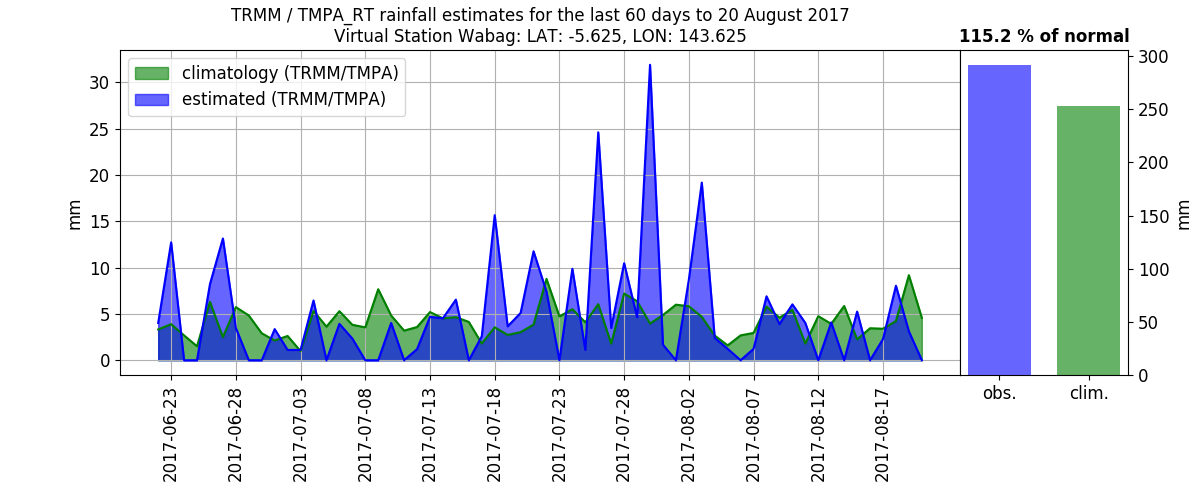 TRMM / TMPA_RT rainfall estimates for the last 60 days to 20 August 2017
Virtual Station Wabag: LAT: -5.625, LON: 143.625
115.2 % of normal
climatology (TRMM/TMPA)
estimated (TRMM/TMPA)
mm
30
25
20
15
10
5
0
2017-06-23
2017-06-28
2017-07-03
2017-07-08
2017-07-13
2017-07-18
2017-07-23
2017-07-28
2017-08-02
2017-08-07
2017-08-12
2017-08-17
300
250
200
150
100
50
0
mm
obs.
clim.